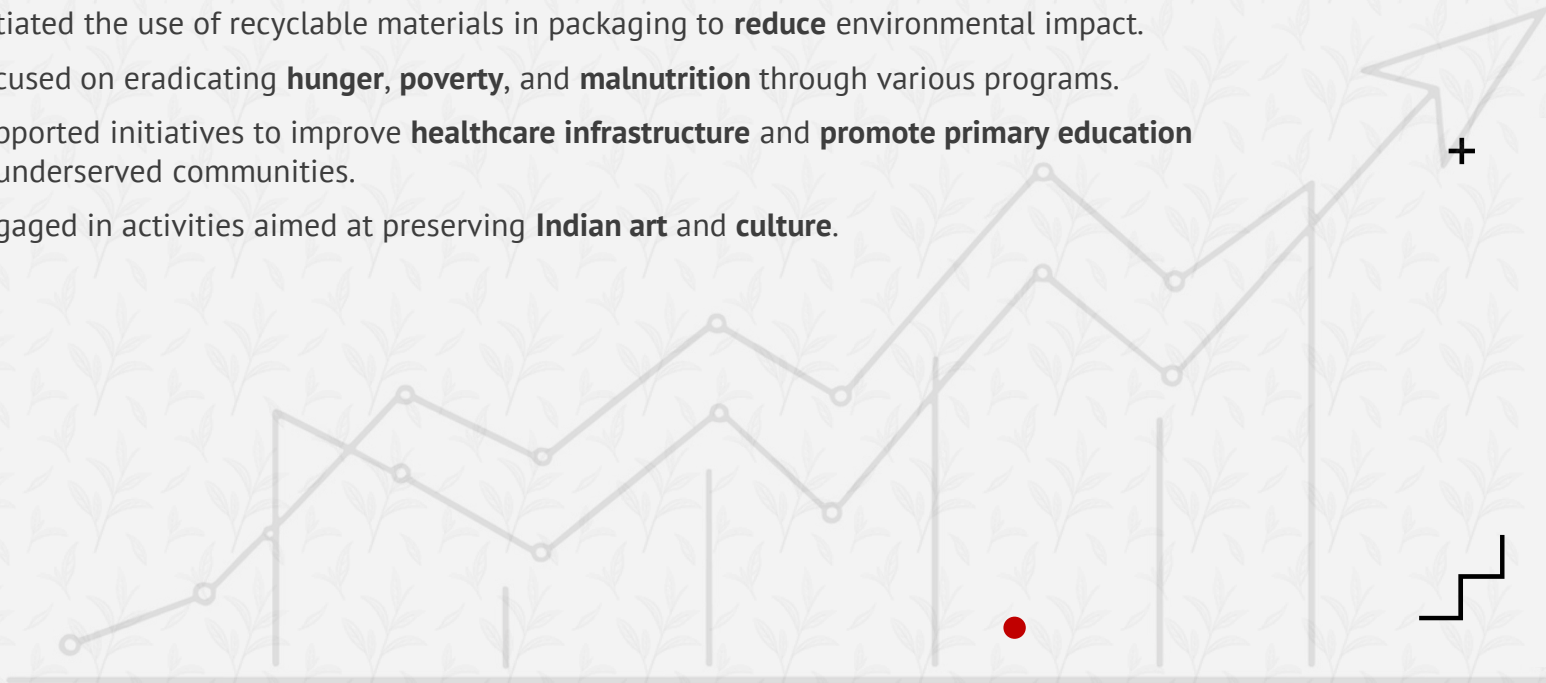 tiated the use of recyclable materials in packaging to reduce environmental impact.
cused on eradicating hunger, poverty, and malnutrition through various programs.
pported initiatives to improve healthcare infrastructure and promote primary education
underserved communities.
gaged in activities aimed at preserving Indian art and culture.